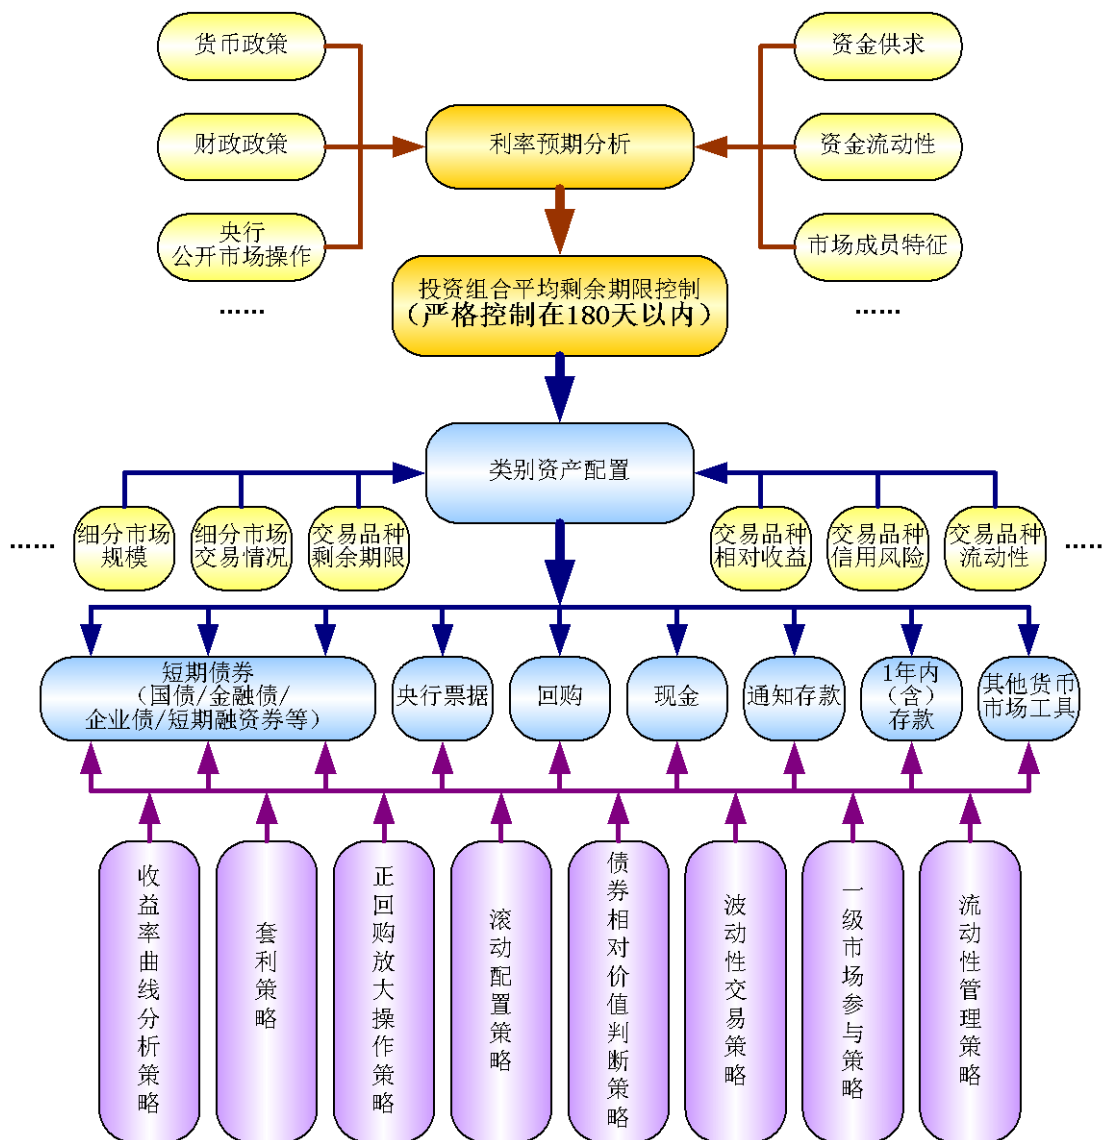 货币政策
资金供求
财政政策
利率预期分析
资金流动性
央行
公开市场操作
市场成员特征
……
投资组合平均剩余期限控制
（严格控制在180天以内）
……
类别资产配置
……
细分市场
规模
细分市场
交易情况
交易品种
剩余期限
交易品种
相对收益
交易品种
信用风险
交易品种
流动性
……
短期债券
（国债/金融债/
企业债/短期融资券等）
央行票据
回购
现金
通知存款
1年内
（含）
存款
其他货币
市场工具
收益率曲线分析策略
套利策略
正回购放大操作策略
滚动配置策略
债券相对价值判断策略
波动性交易策略
一级市场参与策略
流动性管理策略